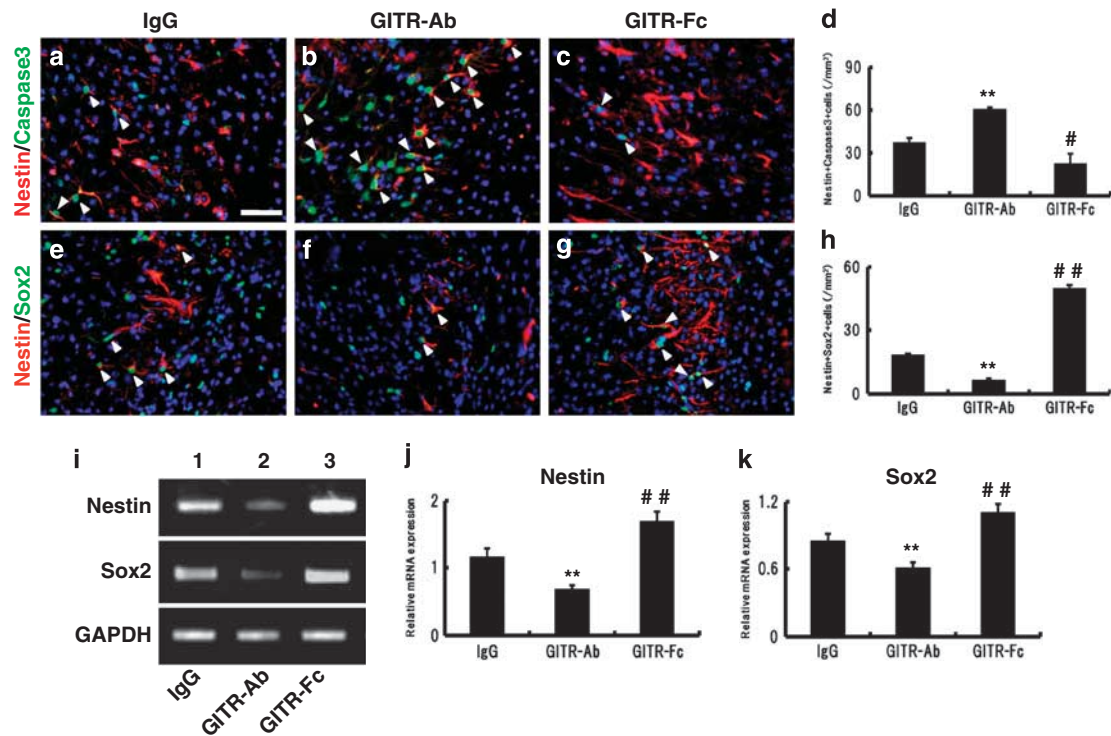 IgG
GITR-Ab
GITR-Fc
Nestin/Caspase3
a
b
c
d
Nestin+Caspase3+cells (/mm²)
90
60
30
0
**
#
IgG
GITR-Ab
GITR-Fc
Nestin/Sox2
e
f
g
h
Nestin+Sox2+cells (/mm²)
60
30
0
**
# #
IgG
GITR-Ab
GITR-Fc
i
1
2
3
Nestin
Sox2
GAPDH
IgG
GITR-Ab
GITR-Fc
j
Nestin
Relative mRNA expression
2
1
0
**
# #
IgG
GITR-Ab
GITR-Fc
k
Sox2
Relative mRNA expression
1.2
0.6
0
**
# #
IgG
GITR-Ab
GITR-Fc